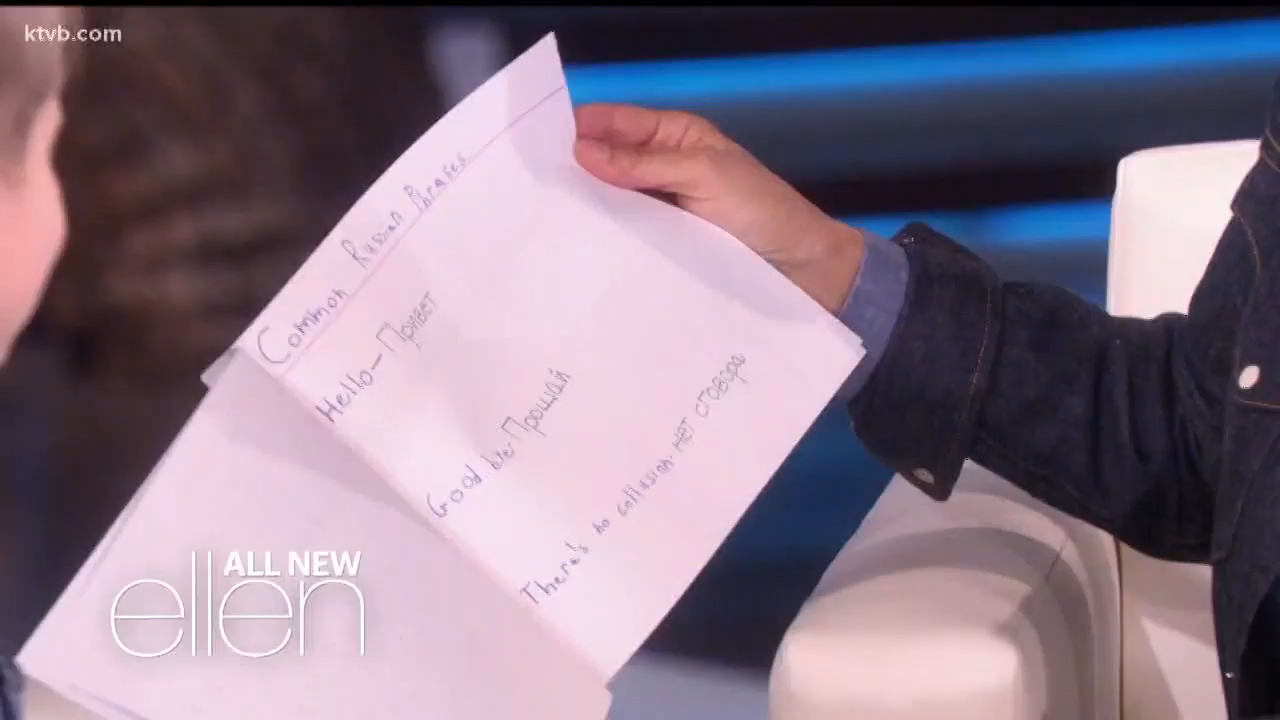 ktvb.com
Common Russian Phrases
Hello- Привет
Good bye- Прощай
There's no collusion- нет сговора
ALL NEW
ellen